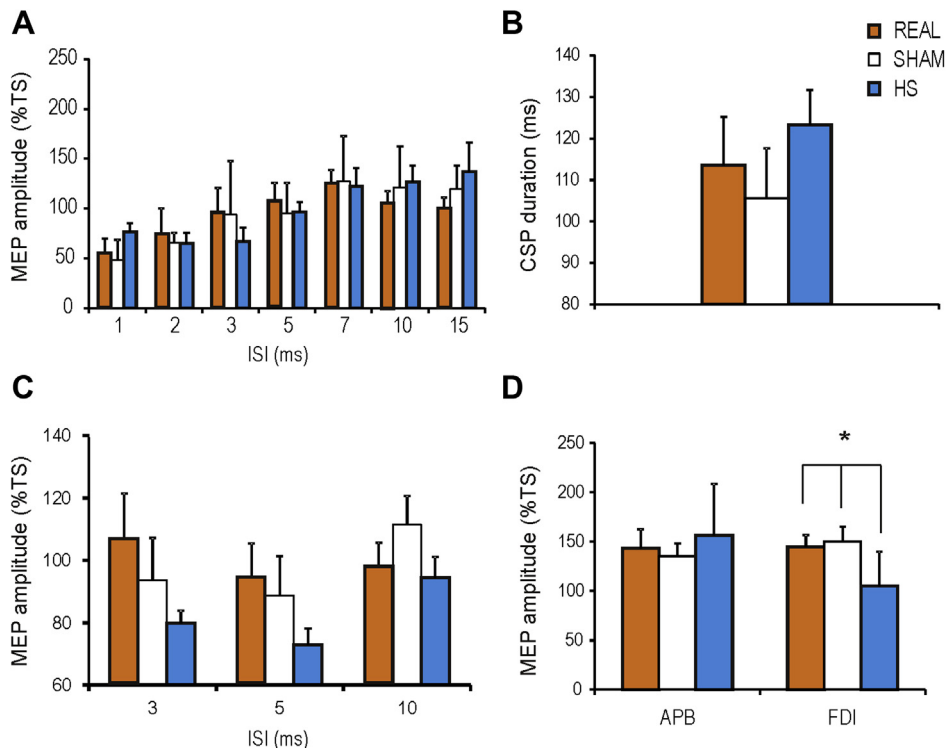 A
MEP amplitude (%TS)
250
200
150
100
50
0
1 2 3 5 7 10 15
ISI (ms)
B
CSP duration (ms)
140
130
120
110
100
90
80
REAL
SHAM
HS
C
MEP amplitude (%TS)
140
120
100
80
60
3 5 10
ISI (ms)
D
MEP amplitude (%TS)
250
200
150
100
50
0
*
APB FDI